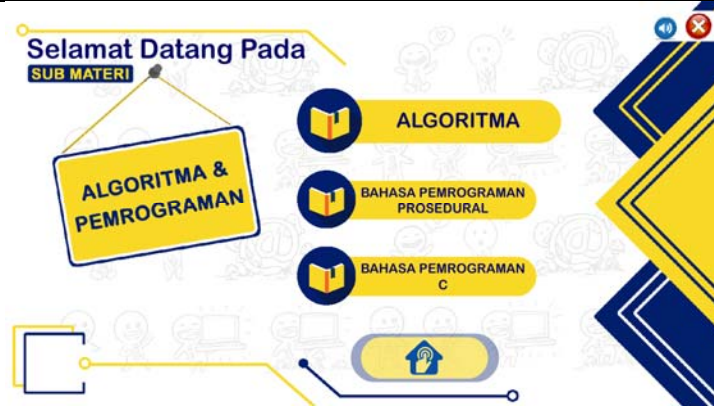 Selamat Datang Pada
SUB MATERI
ALGORITMA &
PEMROGRAMAN
ALGORITMA
BAHASA PEMROGRAMAN
PROSEDURAL
BAHASA PEMROGRAMAN
C